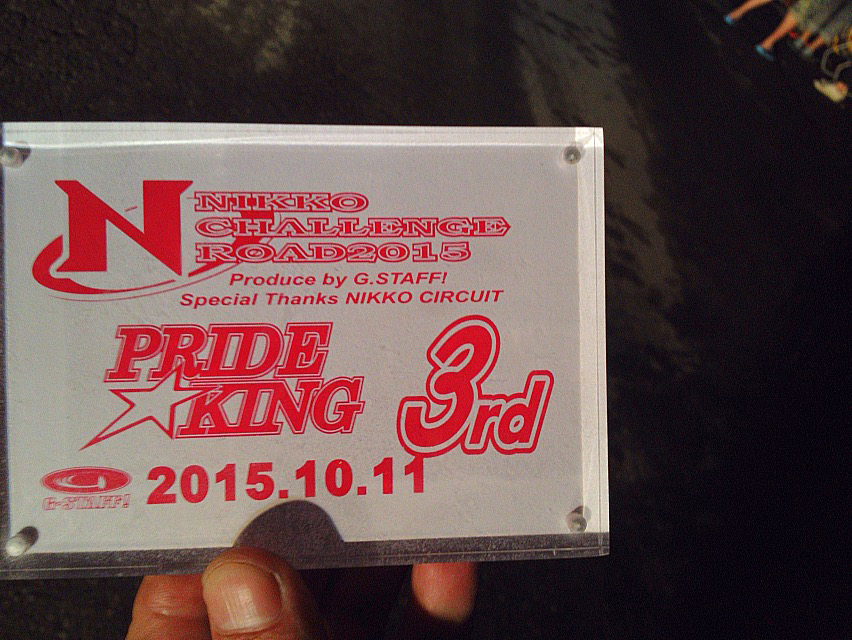 N
NIKKO
CHALLENGE
ROAD2015
Produce by G.STAFF!
Special Thanks NIKKO CIRCUIT
PRIDE
KING
3rd
G-STAFF!
2015.10.11